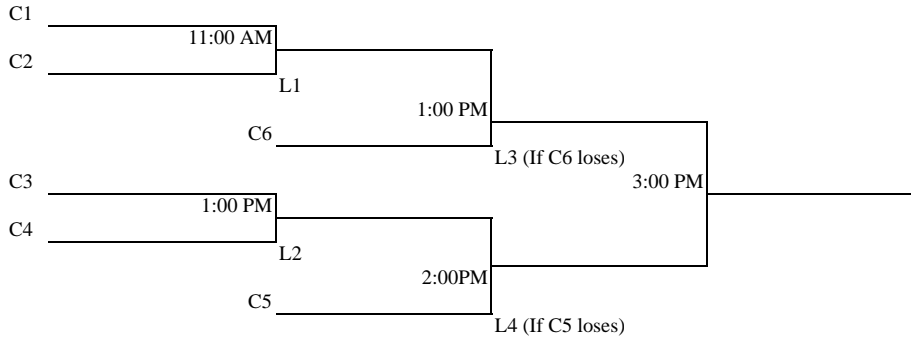 C1
11:00 AM
C2
L1
1:00 PM
C6
L3 (If C6 loses)
C3
3:00 PM
1:00 PM
C4
L2
2:00PM
C5
L4 (If C5 loses)